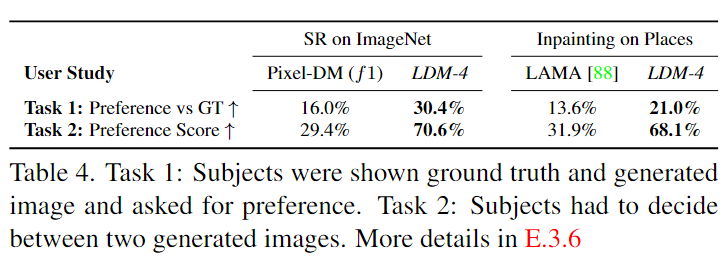 SR on ImageNet Inpainting on Places
User Study Pixel-DM (f1) LDM-4 LAMA [88] LDM-4
Task 1: Preference vs GT ↑ 16.0% 30.4% 13.6% 21.0%
Task 2: Preference Score ↑ 29.4% 70.6% 31.9% 68.1%
Table 4. Task 1: Subjects were shown ground truth and generated
image and asked for preference. Task 2: Subjects had to decide
between two generated images. More details in E.3.6